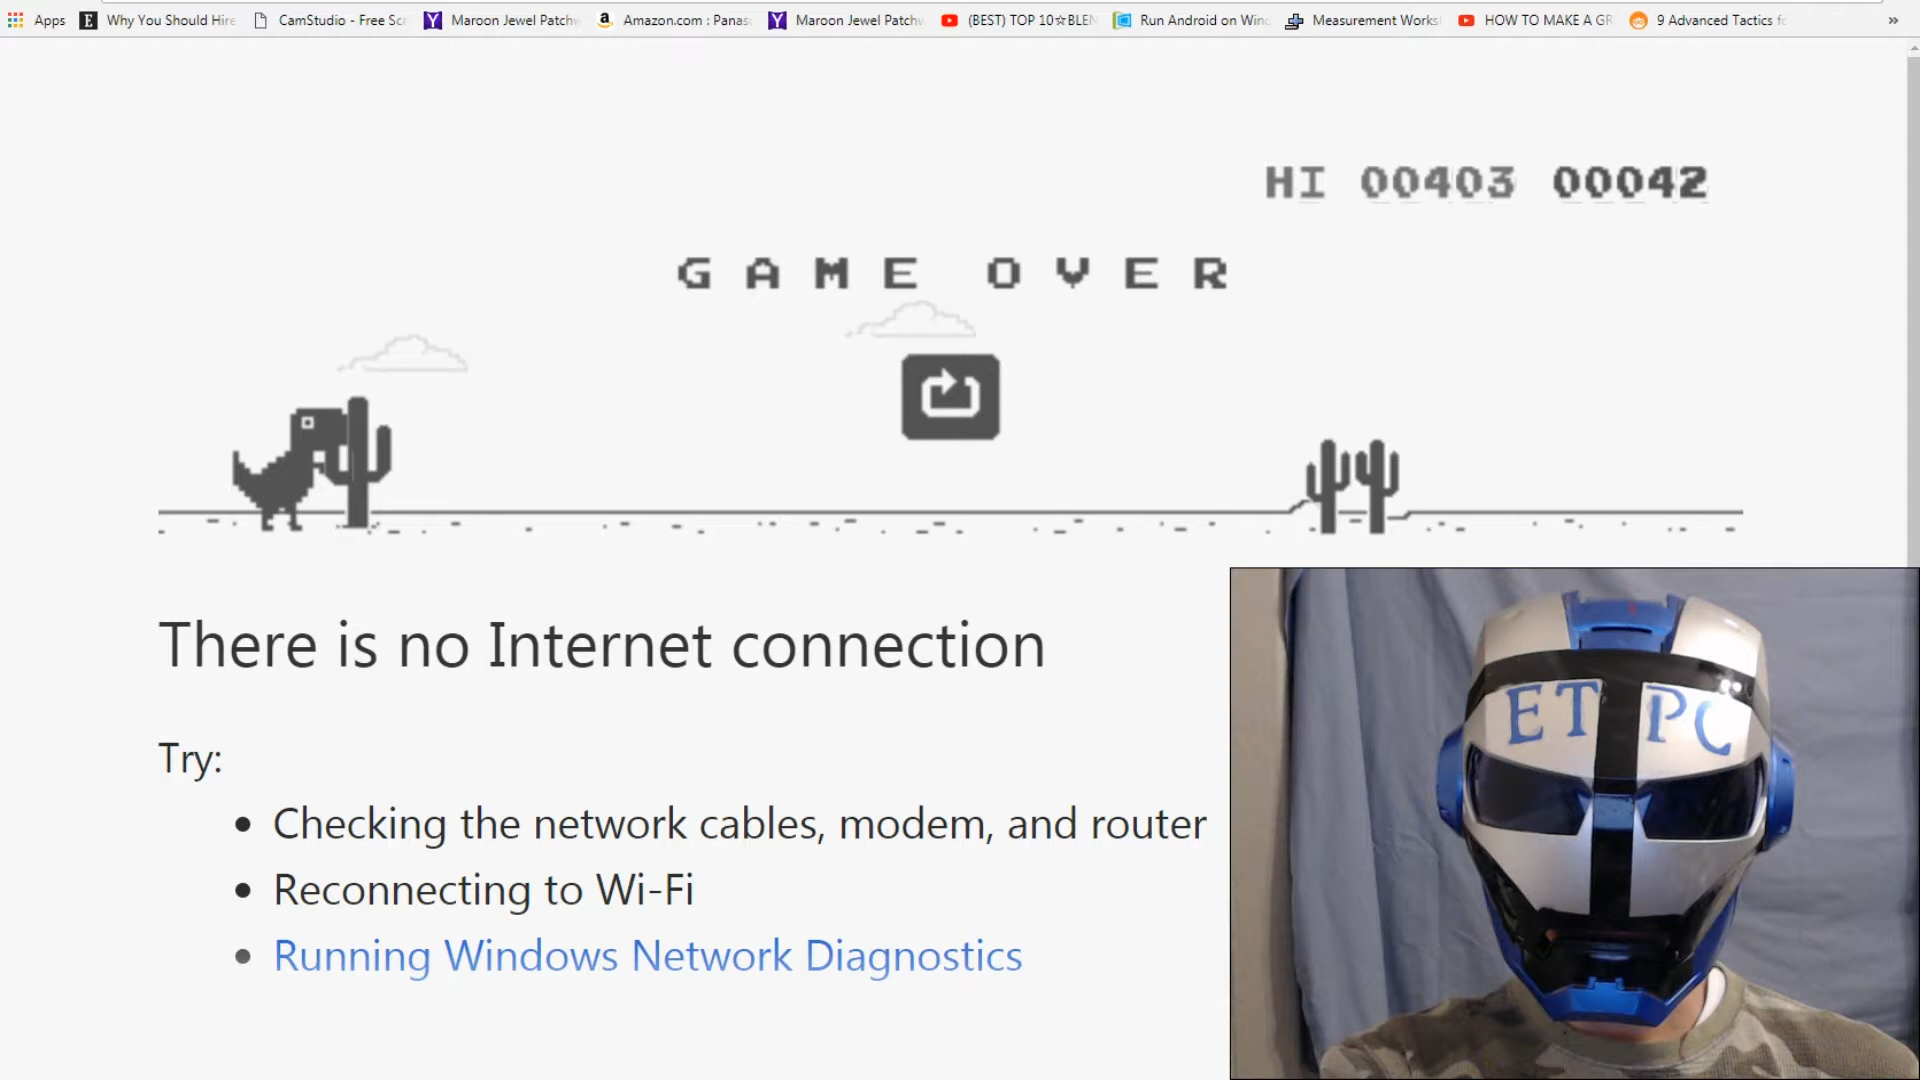 Apps Why You Should Hire CamStudio - Free Scr Maroon Jewel Patchw Amazon.com : Panas Maroon Jewel Patchw (BEST) TOP 10☆BLEN Run Android on Wind Measurement Works HOW TO MAKE A GR 9 Advanced Tactics fo »
HI 00403 00042
GAME OVER
There is no Internet connection
Try:
• Checking the network cables, modem, and router
• Reconnecting to Wi-Fi
• Running Windows Network Diagnostics
ET PC